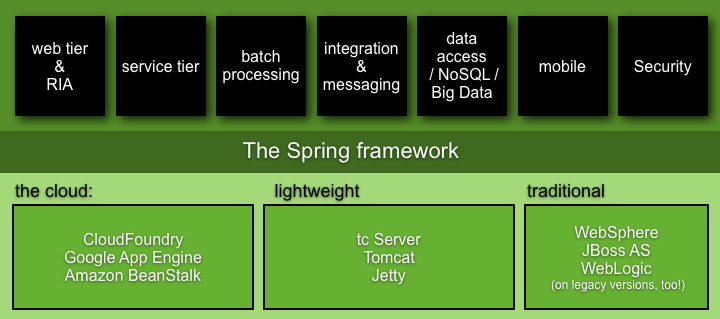 web tier
&
RIA
service tier
batch
processing
integration
&
messaging
data
access
/ NoSQL /
Big Data
mobile
Security
The Spring framework
the cloud:
CloudFoundry
Google App Engine
Amazon BeanStalk
lightweight
tc Server
Tomcat
Jetty
traditional
WebSphere
JBoss AS
WebLogic
(on legacy versions, too!)